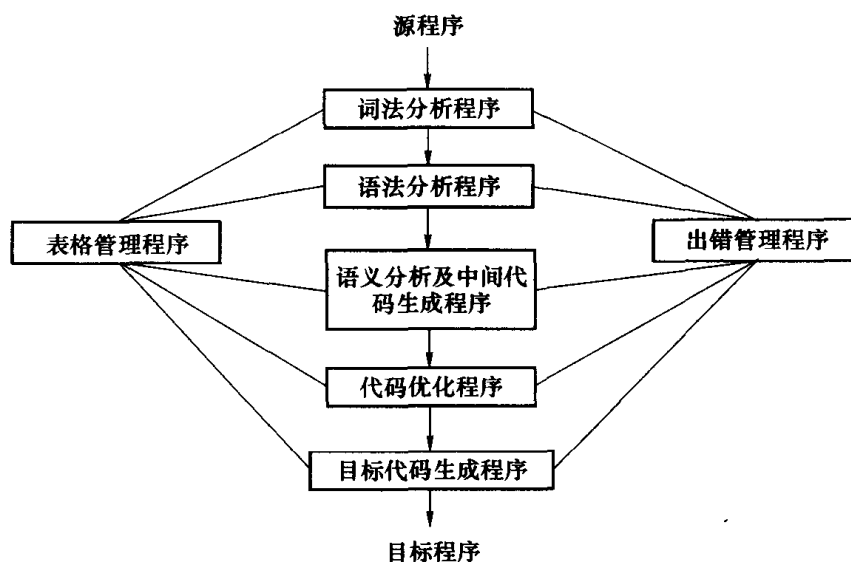 源程序
词法分析程序
语法分析程序
表格管理程序
出错管理程序
语义分析及中间代
码生成程序
代码优化程序
目标代码生成程序
目标程序